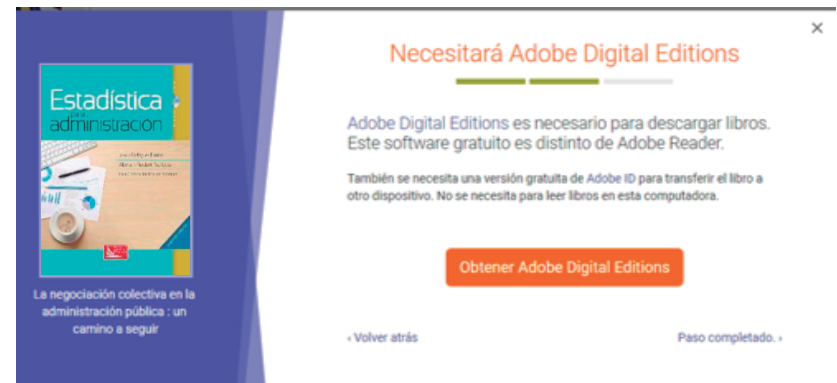 ×
Necesitará Adobe Digital Editions
Estadística
para
administración
Adobe Digital Editions es necesario para descargar libros.
Este software gratuito es distinto de Adobe Reader.
También se necesita una versión gratuita de Adobe ID para transferir el libro a
otro dispositivo. No se necesita para leer libros en esta computadora.
Obtener Adobe Digital Editions
La negociación colectiva en la
administración pública : un
camino a seguir
‹ Volver atrás
Paso completado. ›